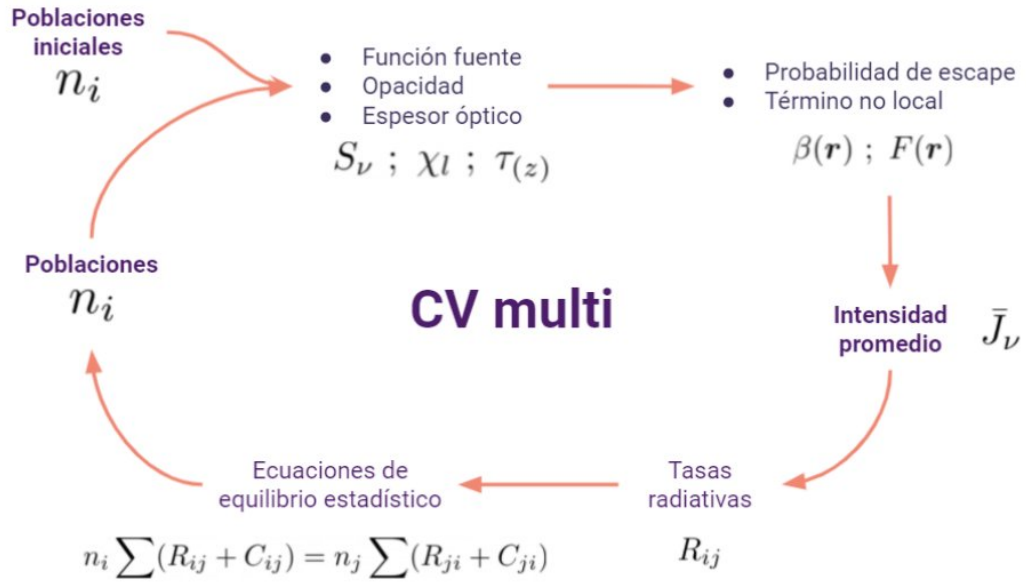 Poblaciones
iniciales
n_i
● Función fuente
● Opacidad
● Espesor óptico
S_ν ; χ_l ; τ_(z)
● Probabilidad de escape
● Término no local
β(r) ; F(r)
Poblaciones
n_i
CV multi
Intensidad
promedio
J̄_ν
Ecuaciones de
equilibrio estadístico
n_i ∑(R_ij + C_ij) = n_j ∑(R_ji + C_ji)
Tasas
radiativas
R_ij